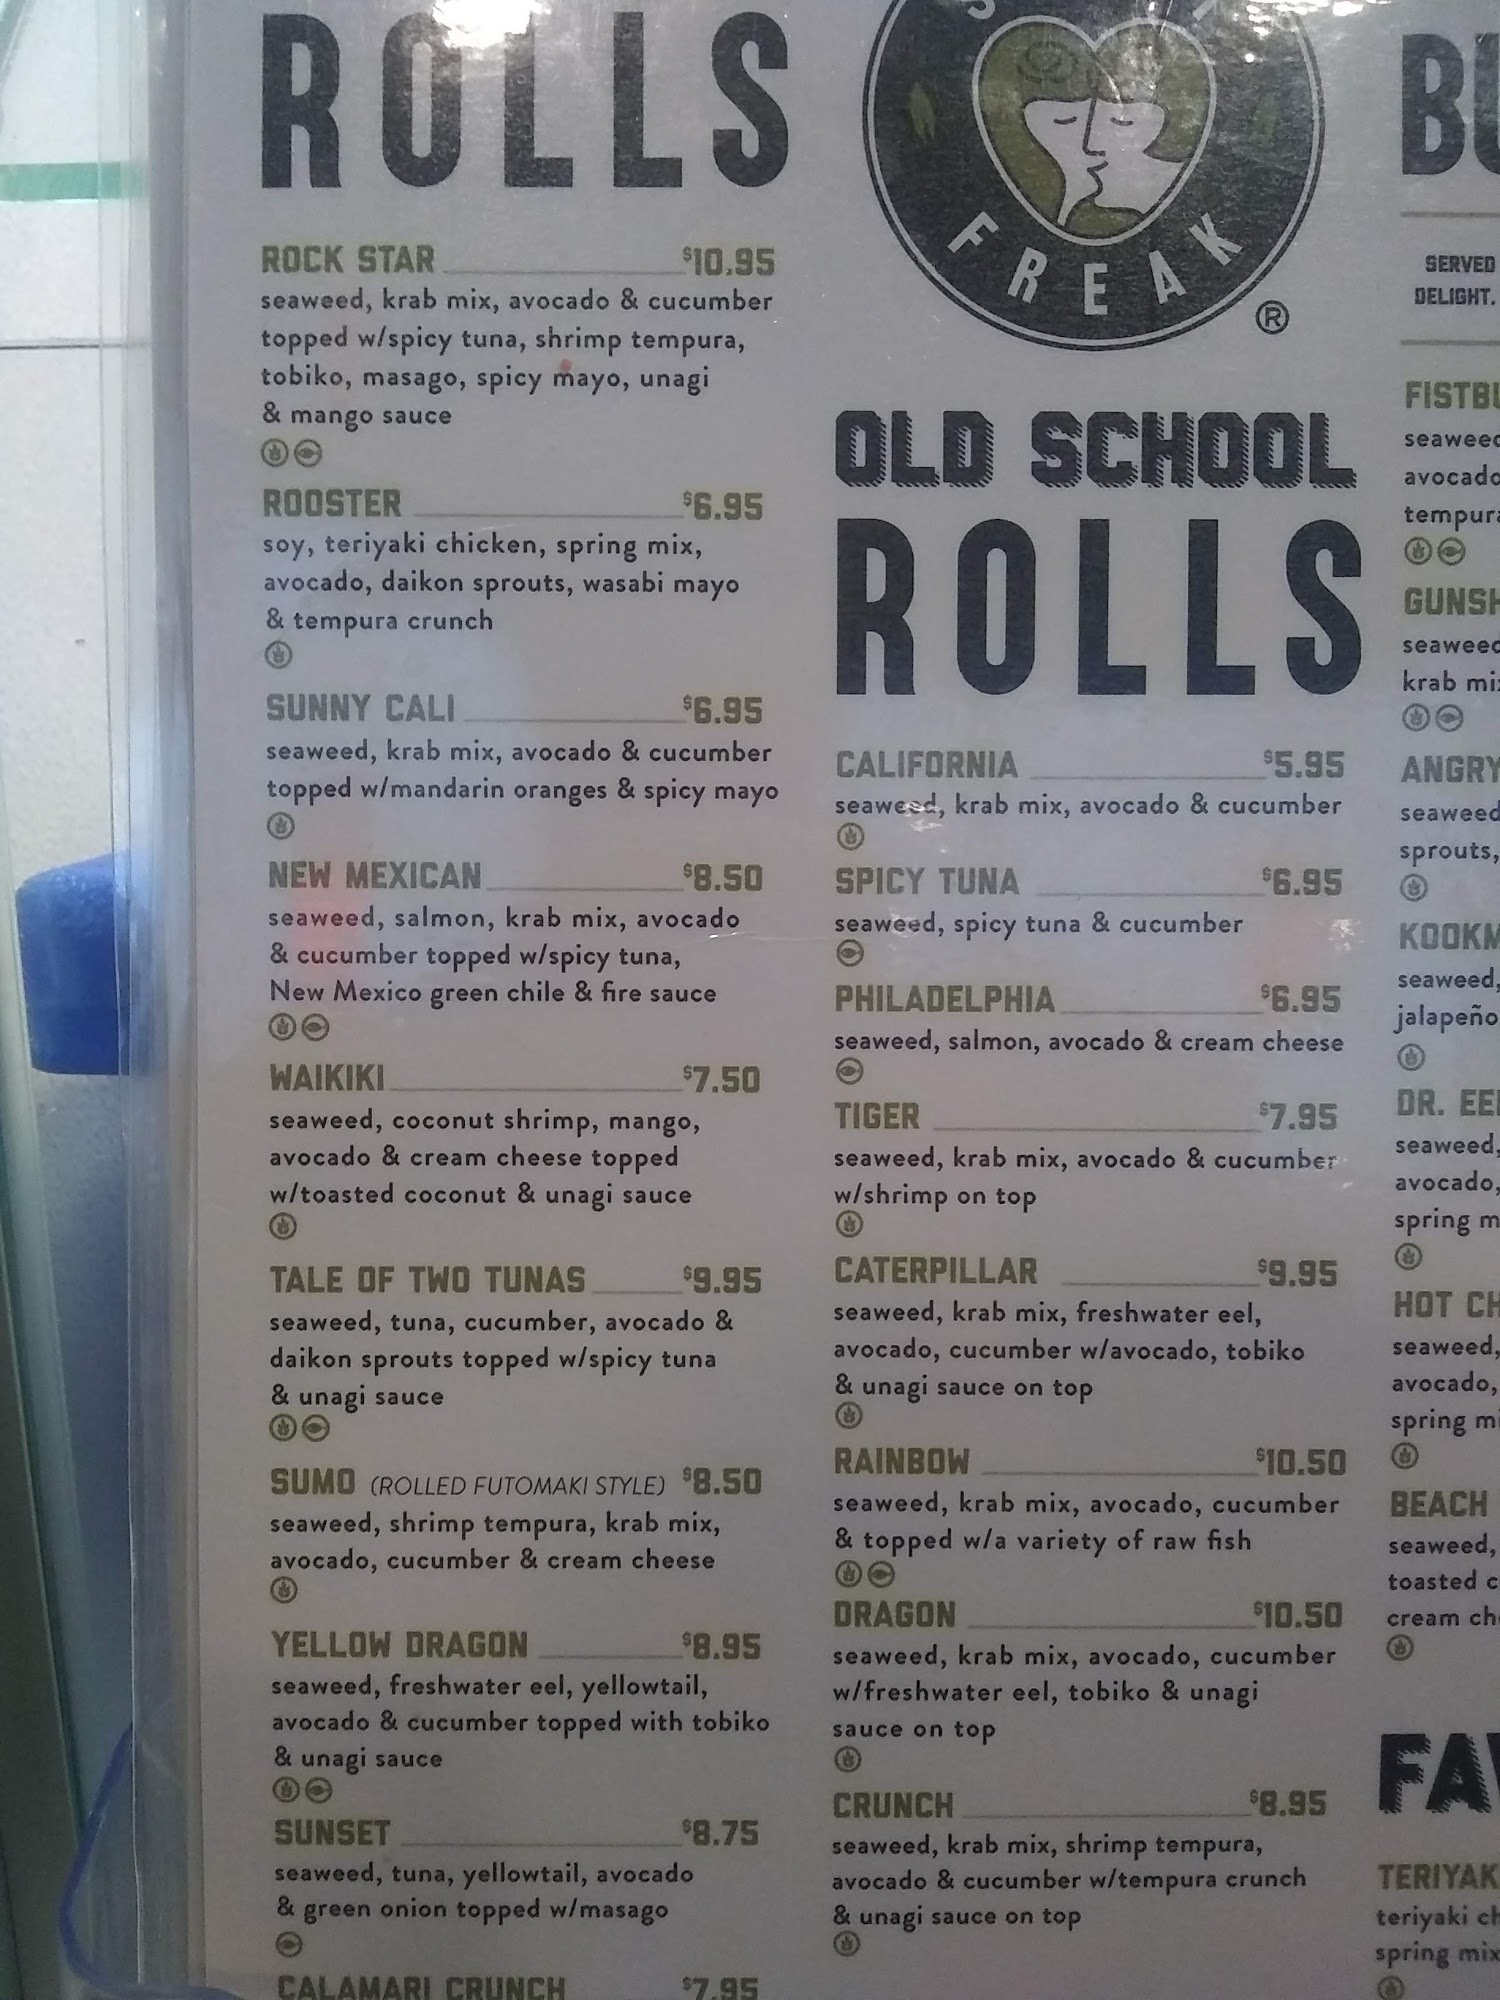 ROLLS
ROCK STAR $10.95
seaweed, krab mix, avocado & cucumber
topped w/spicy tuna, shrimp tempura,
tobiko, masago, spicy mayo, unagi
& mango sauce
ROOSTER $6.95
soy, teriyaki chicken, spring mix,
avocado, daikon sprouts, wasabi mayo
& tempura crunch
SUNNY CALI $6.95
seaweed, krab mix, avocado & cucumber
topped w/mandarin oranges & spicy mayo
NEW MEXICAN $8.50
seaweed, salmon, krab mix, avocado
& cucumber topped w/spicy tuna,
New Mexico green chile & fire sauce
WAIKIKI $7.50
seaweed, coconut shrimp, mango,
avocado & cream cheese topped
w/toasted coconut & unagi sauce
TALE OF TWO TUNAS $9.95
seaweed, tuna, cucumber, avocado &
daikon sprouts topped w/spicy tuna
& unagi sauce
SUMO (ROLLED FUTOMAKI STYLE) $8.50
seaweed, shrimp tempura, krab mix,
avocado, cucumber & cream cheese
YELLOW DRAGON $8.95
seaweed, freshwater eel, yellowtail,
avocado & cucumber topped with tobiko
& unagi sauce
SUNSET $8.75
seaweed, tuna, yellowtail, avocado
& green onion topped w/masago
CALAMARI CRUNCH $7.95
FREAK
®
OLD SCHOOL
ROLLS
CALIFORNIA $5.95
seaweed, krab mix, avocado & cucumber
SPICY TUNA $6.95
seaweed, spicy tuna & cucumber
PHILADELPHIA $6.95
seaweed, salmon, avocado & cream cheese
TIGER $7.95
seaweed, krab mix, avocado & cucumber
w/shrimp on top
CATERPILLAR $9.95
seaweed, krab mix, freshwater eel,
avocado, cucumber w/avocado, tobiko
& unagi sauce on top
RAINBOW $10.50
seaweed, krab mix, avocado, cucumber
& topped w/a variety of raw fish
DRAGON $10.50
seaweed, krab mix, avocado, cucumber
w/freshwater eel, tobiko & unagi
sauce on top
CRUNCH $8.95
seaweed, krab mix, shrimp tempura,
avocado & cucumber w/tempura crunch
& unagi sauce on top
SERVED
DELIGHT.
seaweed,
sprouts,
seaweed,
jalapeño
DR.
seaweed,
avocado,
spring
HOT
seaweed,
avocado,
spring
BEACH
seaweed,
toasted
cream
teriyaki
spring mix